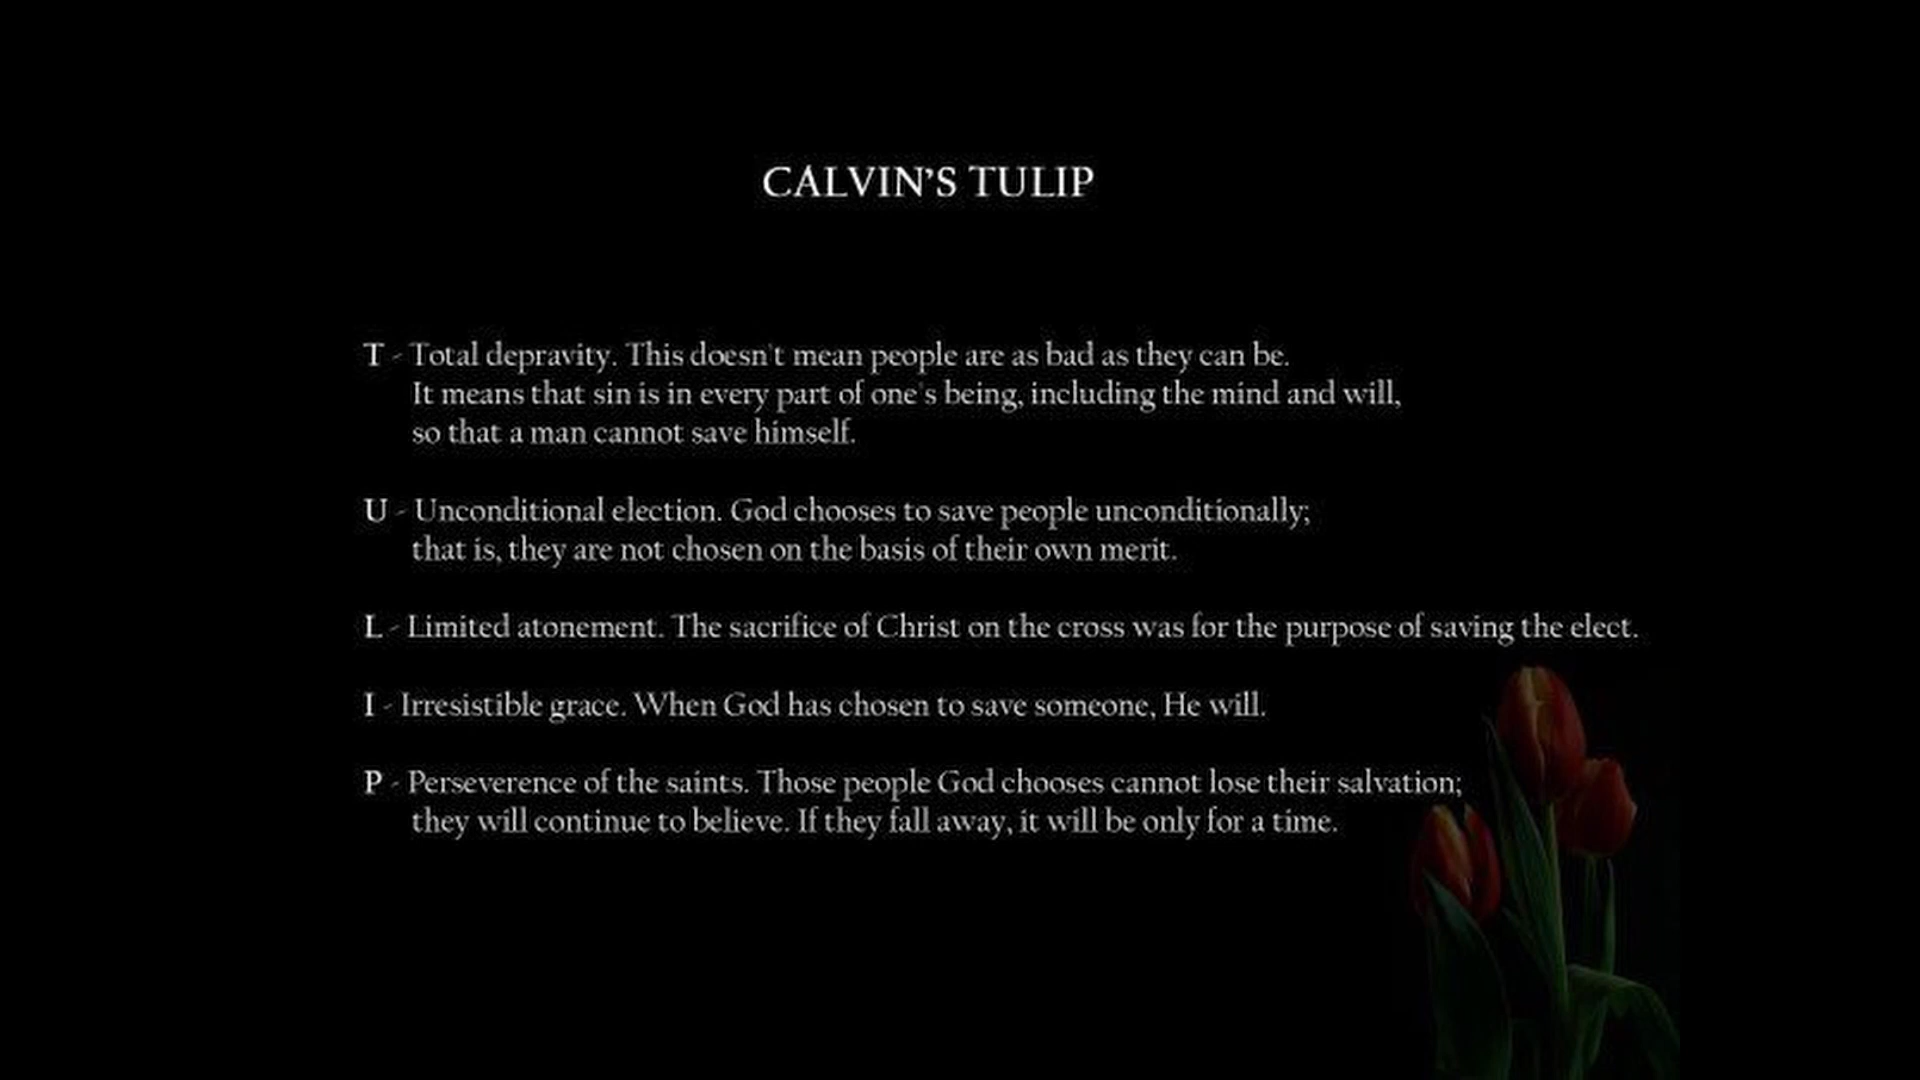 CALVIN’S TULIP
T - Total depravity. This doesn't mean people are as bad as they can be.
It means that sin is in every part of one's being, including the mind and will,
so that a man cannot save himself.
U - Unconditional election. God chooses to save people unconditionally;
that is, they are not chosen on the basis of their own merit.
L - Limited atonement. The sacrifice of Christ on the cross was for the purpose of saving the elect.
I - Irresistible grace. When God has chosen to save someone, He will.
P - Perseverence of the saints. Those people God chooses cannot lose their salvation;
they will continue to believe. If they fall away, it will be only for a time.